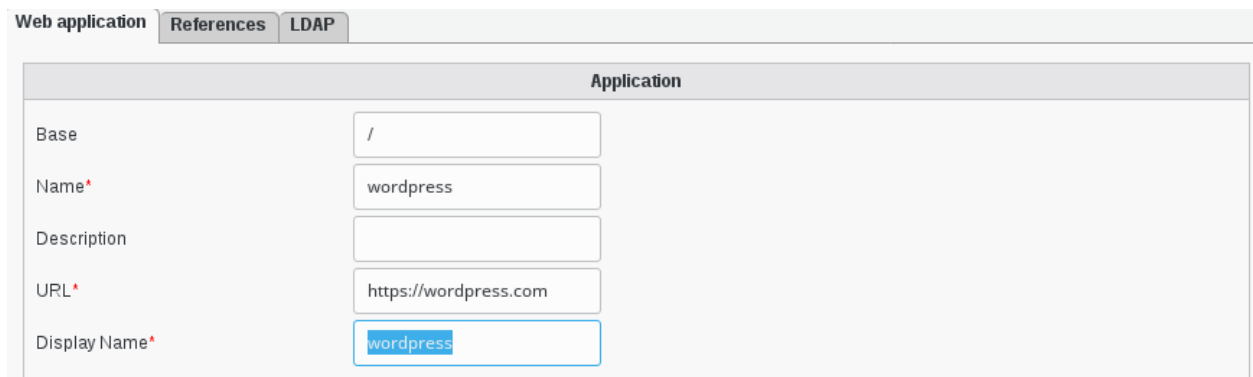 Web application References LDAP
Application
Base /
Name* wordpress
Description
URL* https://wordpress.com
Display Name* wordpress